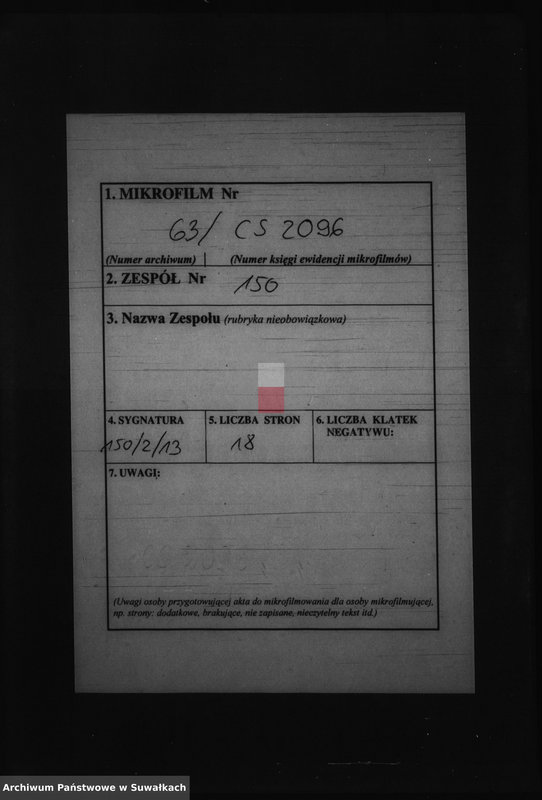 1. MIKROFILM Nr
63/ CS 2096
(Numer archiwum) (Numer księgi ewidencji mikrofilmów)
2. ZESPÓŁ Nr
150
3. Nazwa Zespołu (rubryka nieobowiązkowa)
4. SYGNATURA
150/2/13
5. LICZBA STRON
18
6. LICZBA KLATEK
NEGATYWU:
7. UWAGI:
(Uwagi osoby przygotowującej akta do mikrofilmowania dla osoby mikrofilmującej,
np. strony: dodatkowe, brakujące, nie zapisane, nieczytelny tekst itd.)
Archiwum Państwowe w Suwałkach